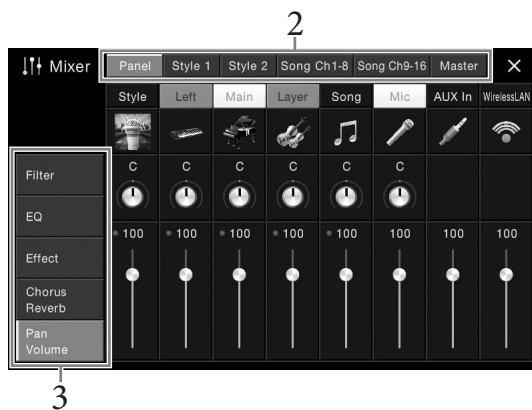 2
Mixer Panel Style 1 Style 2 Song Ch1-8 Song Ch9-16 Master ×
Style Left Main Layer Song Mic AUX In WirelessLAN
C C C C C C
100 100 100 100 100 100 100 100
Filter
EQ
Effect
Chorus
Reverb
Pan
Volume
3